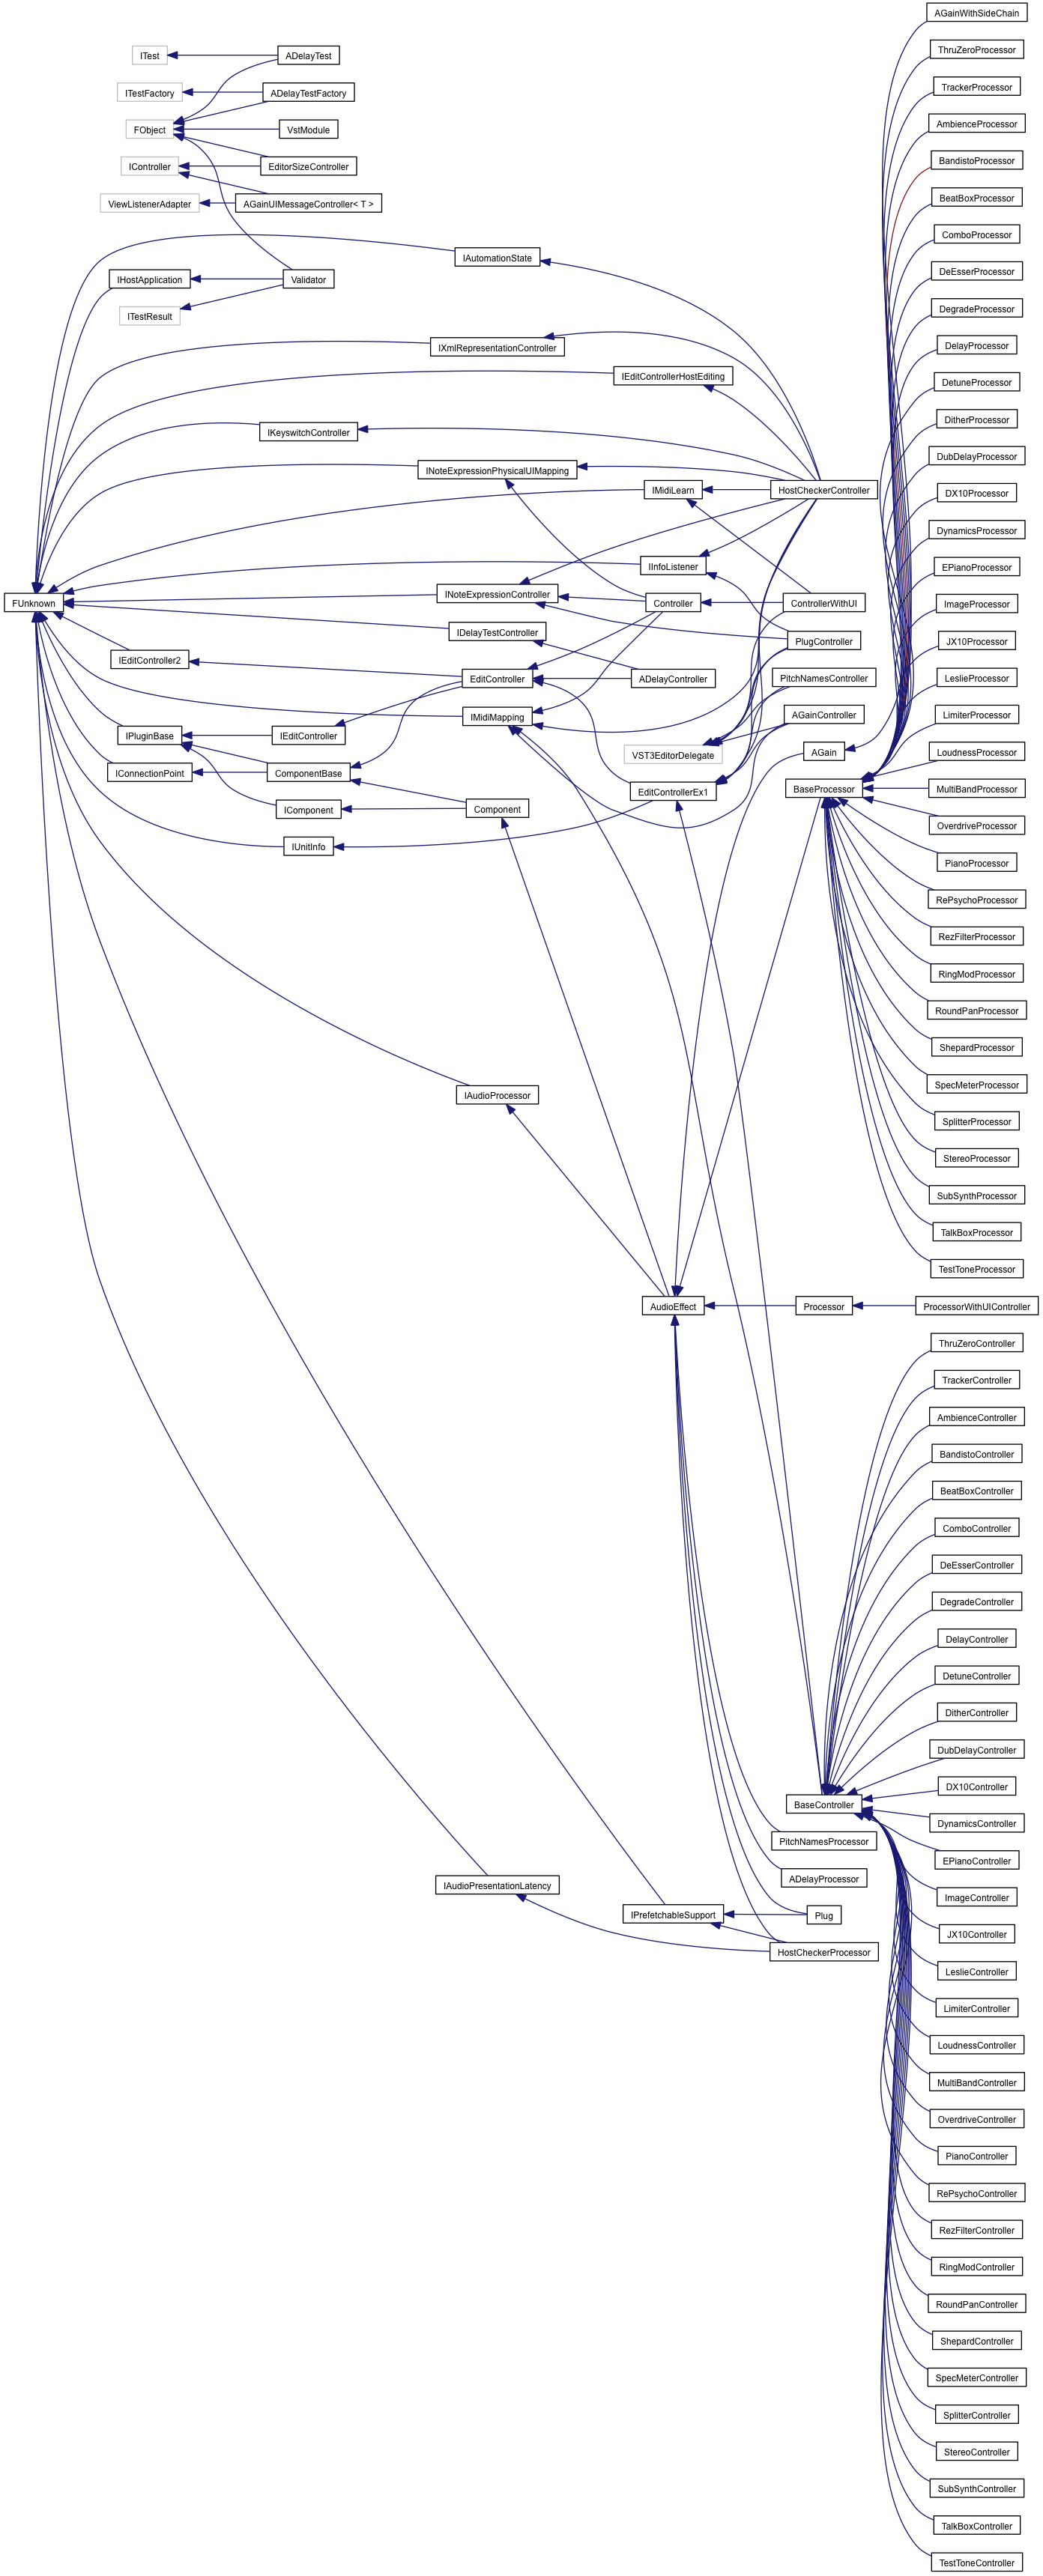 AGainWithSideChain
ThruZeroProcessor
ITest
ADelayTest
TrackerProcessor
ITestFactory
ADelayTestFactory
AmbienceProcessor
FObject
VstModule
BandistoProcessor
IController
EditorSizeController
BeatBoxProcessor
ViewListenerAdapter
AGainUIMessageController< T >
ComboProcessor
IAutomationState
DeEsserProcessor
IHostApplication
Validator
DegradeProcessor
ITestResult
DelayProcessor
IXmlRepresentationController
DetuneProcessor
IEditControllerHostEditing
DitherProcessor
IKeyswitchController
DubDelayProcessor
INoteExpressionPhysicalUIMapping
DX10Processor
IMidiLearn
HostCheckerController
DynamicsProcessor
EPianoProcessor
IInfoListener
INoteExpressionController
FUnknown
Controller
ControllerWithUI
ImageProcessor
IDelayTestController
PlugController
JX10Processor
IEditController2
EditController
ADelayController
PitchNamesController
LeslieProcessor
IMidiMapping
AGainController
LimiterProcessor
IPluginBase
IEditController
VST3EditorDelegate
AGain
LoudnessProcessor
IConnectionPoint
ComponentBase
EditControllerEx1
BaseProcessor
MultiBandProcessor
IComponent
Component
OverdriveProcessor
IUnitInfo
PianoProcessor
RePsychoProcessor
RezFilterProcessor
RingModProcessor
RoundPanProcessor
ShepardProcessor
SpecMeterProcessor
IAudioProcessor
SplitterProcessor
StereoProcessor
SubSynthProcessor
TalkBoxProcessor
TestToneProcessor
AudioEffect
Processor
ProcessorWithUIController
ThruZeroController
TrackerController
AmbienceController
BandistoController
BeatBoxController
ComboController
DeEsserController
DegradeController
DelayController
DetuneController
DitherController
DubDelayController
DX10Controller
BaseController
DynamicsController
PitchNamesProcessor
EPianoController
ADelayProcessor
IAudioPresentationLatency
ImageController
IPrefetchableSupport
Plug
JX10Controller
HostCheckerProcessor
LeslieController
LimiterController
LoudnessController
MultiBandController
OverdriveController
PianoController
RePsychoController
RezFilterController
RingModController
RoundPanController
ShepardController
SpecMeterController
SplitterController
StereoController
SubSynthController
TalkBoxController
TestToneController